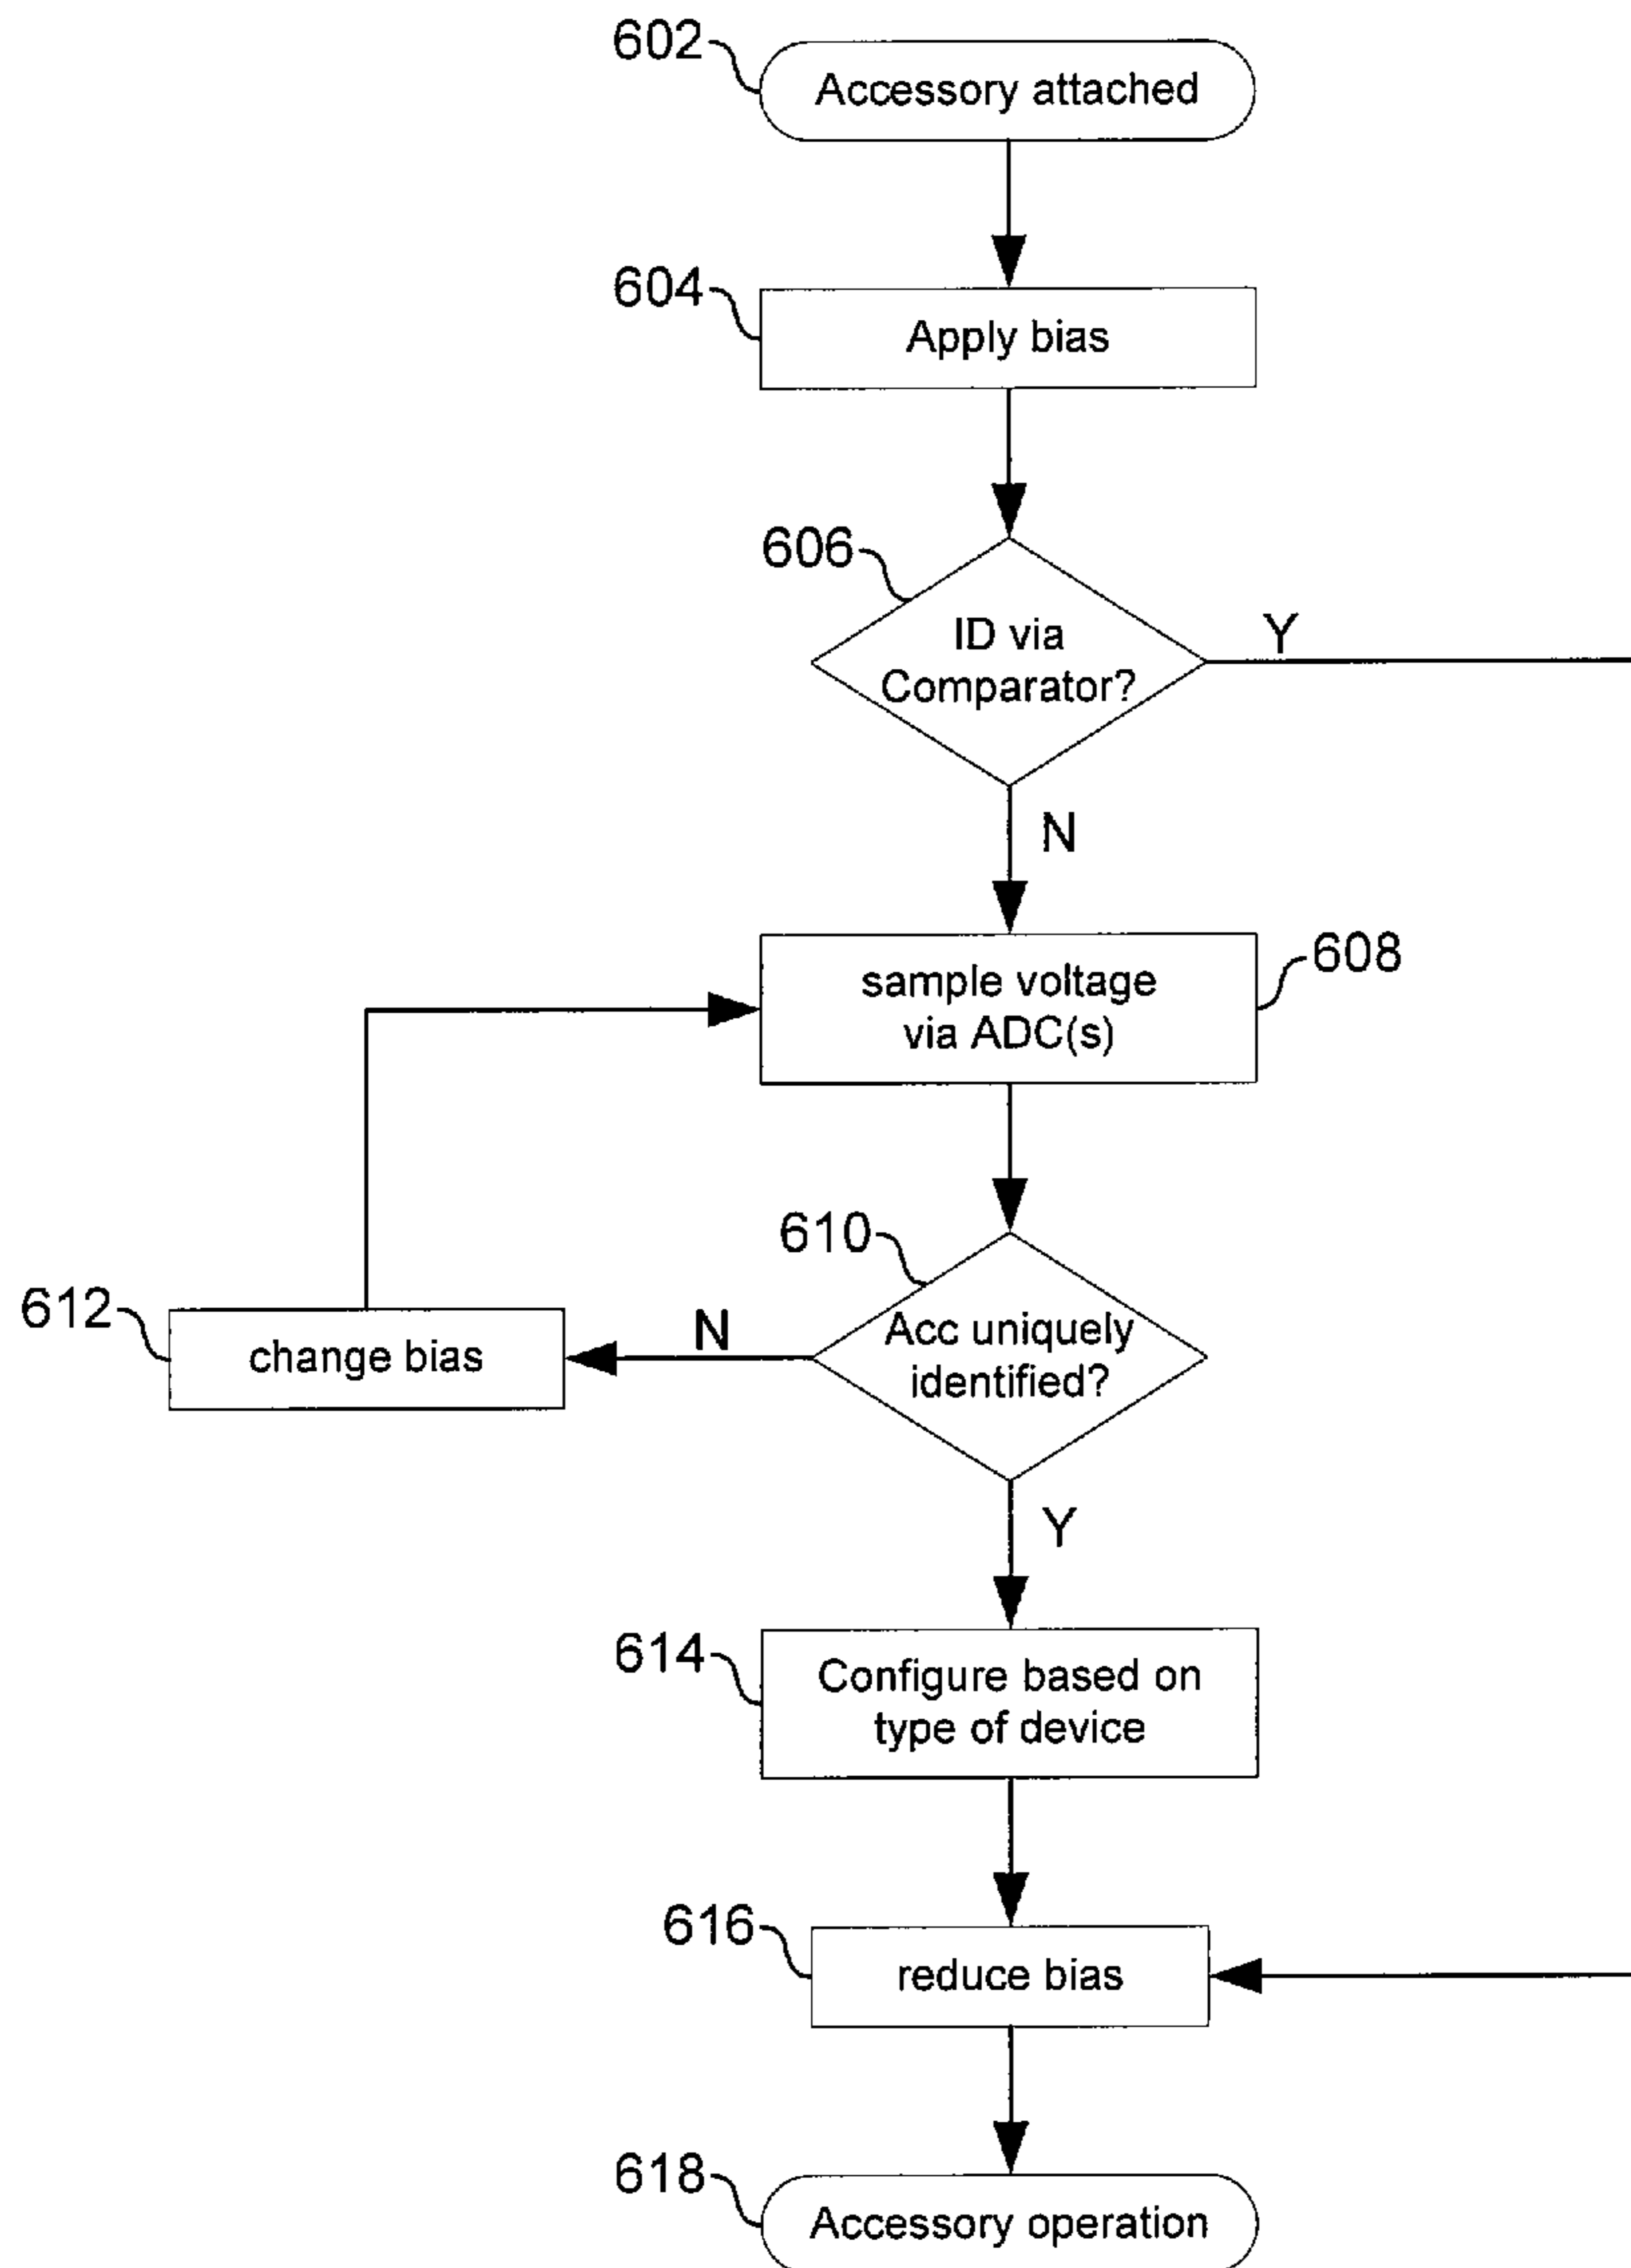 602
Accessory attached
604
Apply bias
606
ID via
Comparator?
Y
N
sample voltage
via ADC(s)
608
610
Acc uniquely
identified?
N
612
change bias
Y
614
Configure based on
type of device
616
reduce bias
618
Accessory operation